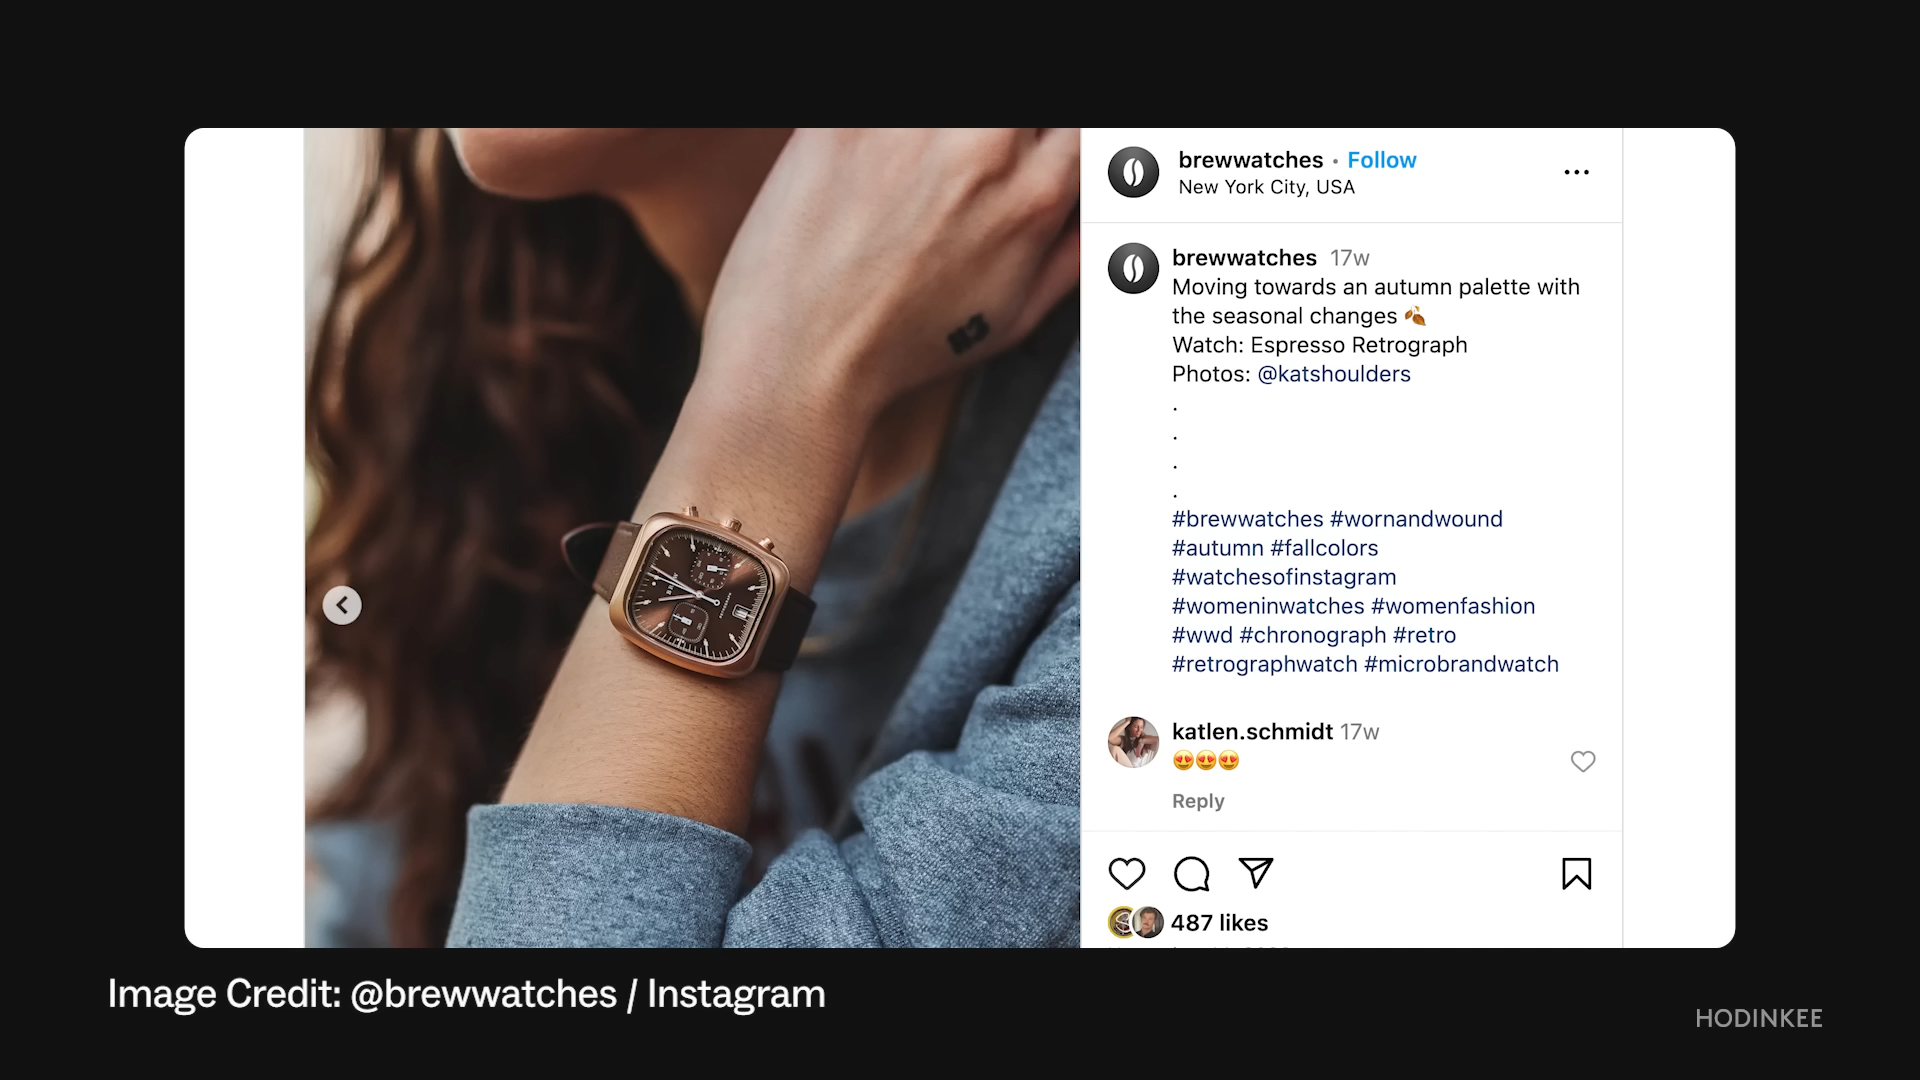 brewwatches • Follow
New York City, USA
brewwatches 17w
Moving towards an autumn palette with
the seasonal changes 🍂
Watch: Espresso Retrograph
Photos: @katshoulders
.
.
.
.
#brewwatches #wornandwound
#autumn #fallcolors
#watchesofinstagram
#womeninwatches #womenfashion
#wwd #chronograph #retro
#retrographwatch #microbrandwatch
katlen.schmidt 17w
😍😍😍
Reply
487 likes
Image Credit: @brewwatches / Instagram
HODINKEE